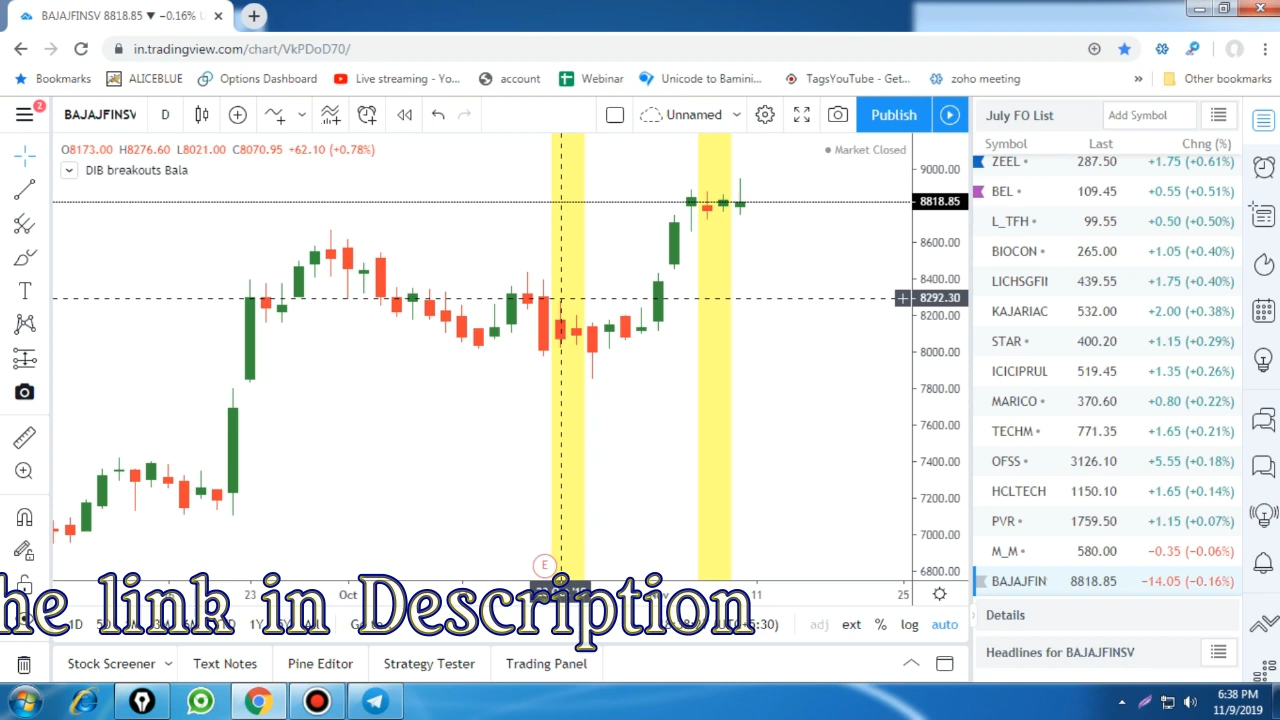 BAJAJFINSV 8818.85 ▼ −0.16%
in.tradingview.com/chart/VkPDoD70/
Bookmarks ALICEBLUE Options Dashboard Live streaming - Yo... account Webinar Unicode to Bamini... TagsYouTube - Get... zoho meeting » Other bookmarks
2
BAJAJFINSV D Unnamed Publish July FO List Add Symbol
O8173.00 H8276.60 L8021.00 C8070.95 +62.10 (+0.78%) Market Closed
DIB breakouts Bala
Symbol Last Chng (%)
ZEEL 287.50 +1.75 (+0.61%)
BEL 109.45 +0.55 (+0.51%)
L_TFH 99.55 +0.50 (+0.50%)
BIOCON 265.00 +1.05 (+0.40%)
LICHSGFII 439.55 +1.75 (+0.40%)
KAJARIAC 532.00 +2.00 (+0.38%)
STAR 400.20 +1.15 (+0.29%)
ICICIPRUL 519.45 +1.35 (+0.26%)
MARICO 370.60 +0.80 (+0.22%)
TECHM 771.35 +1.65 (+0.21%)
OFSS 3126.10 +5.55 (+0.18%)
HCLTECH 1150.10 +1.65 (+0.14%)
PVR 1759.50 +1.15 (+0.07%)
M_M 580.00 −0.35 (−0.06%)
BAJAJFIN 8818.85 −14.05 (−0.16%)
9000.00
8818.85
8600.00
8400.00
8292.30
8200.00
8000.00
7800.00
7600.00
7400.00
7200.00
7000.00
6800.00
E
23 Oct 11 25
he link in Description
1D 1Y Go adj ext % log auto
Details
Headlines for BAJAJFINSV
Stock Screener Text Notes Pine Editor Strategy Tester Trading Panel
6:38 PM
11/9/2019